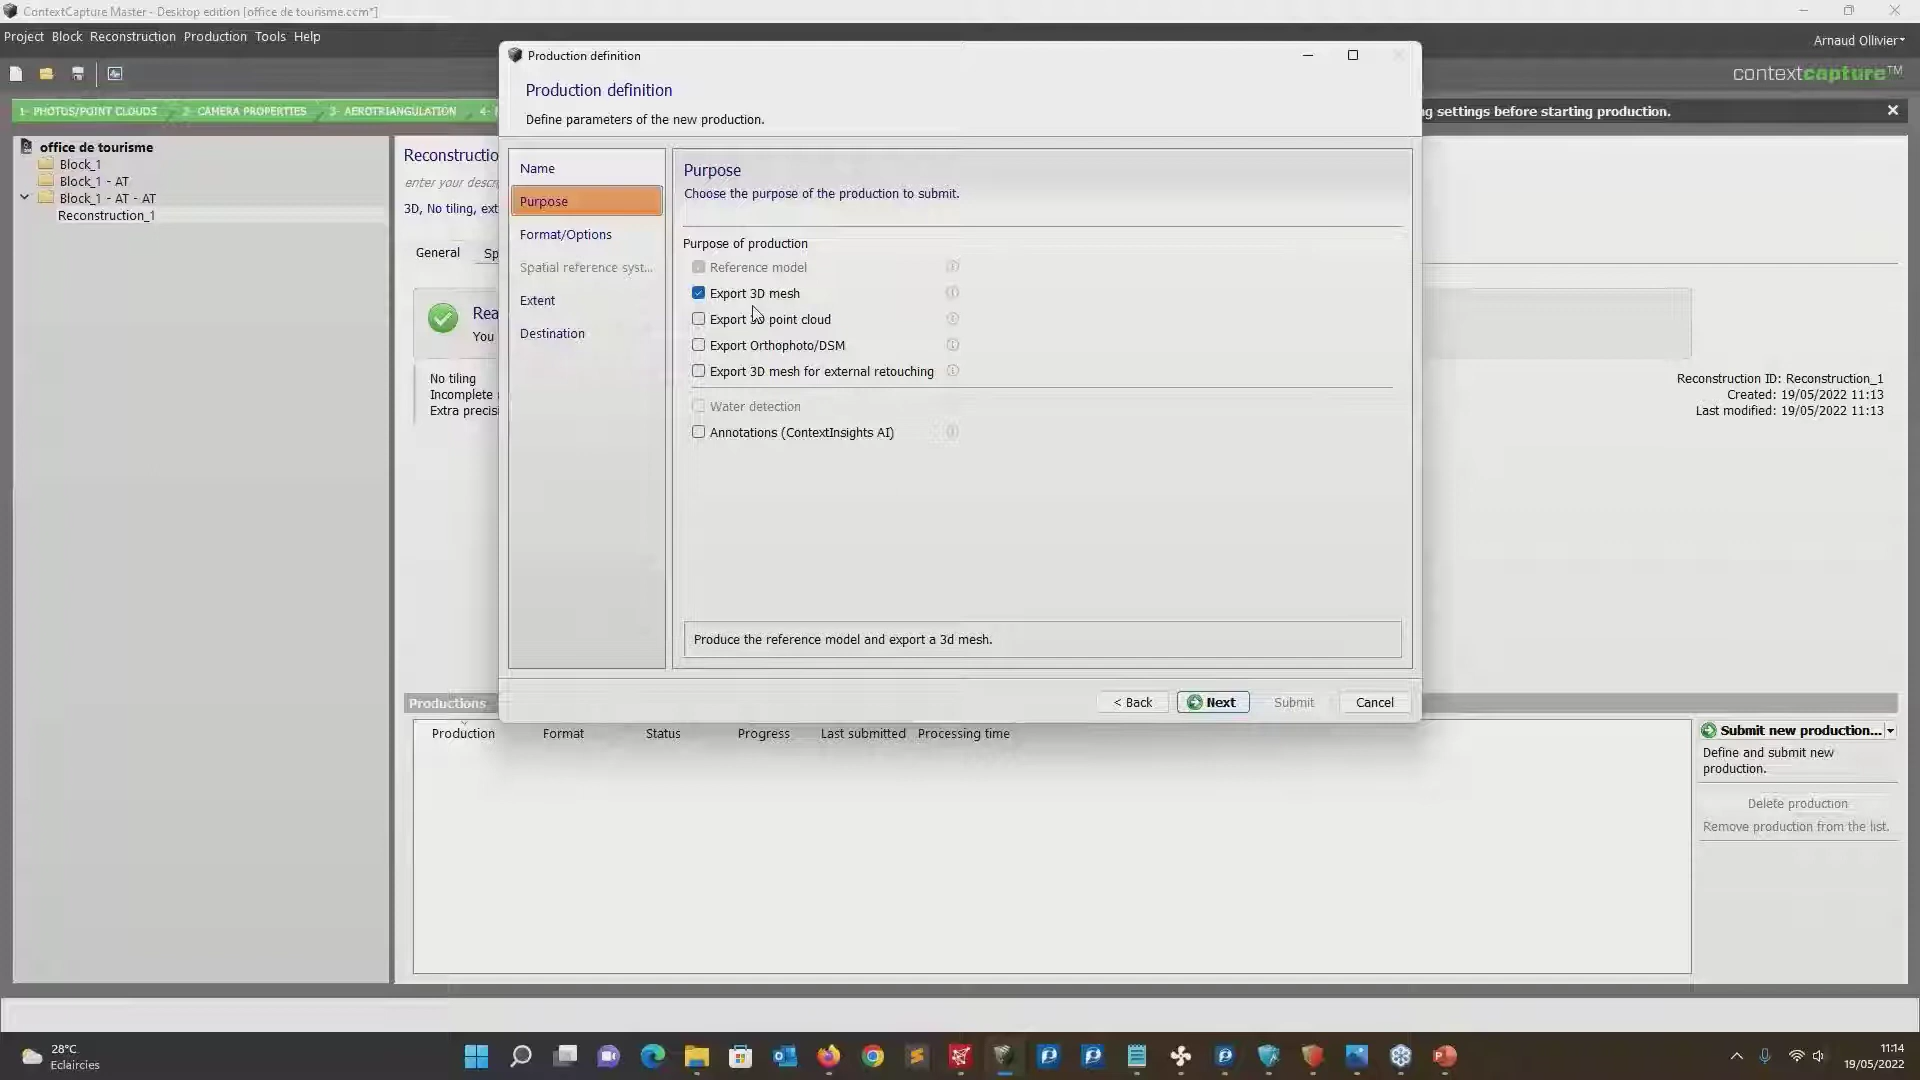 ContextCapture Master - Desktop edition [office de tourisme.ccm*]
Project Block Reconstruction Production Tools Help
Arnaud Ollivier
contextcapture™
1- PHOTOS/POINT CLOUDS 2- CAMERA PROPERTIES 3- AEROTRIANGULATION 4-
settings before starting production.
office de tourisme
Block_1
Block_1 - AT
Block_1 - AT - AT
Reconstruction_1
Reconstructio
enter your descr
3D, No tiling, ext
General Sp
Rea
You
No tiling
Incomplete
Extra precis
Reconstruction ID: Reconstruction_1
Created: 19/05/2022 11:13
Last modified: 19/05/2022 11:13
Production definition
Production definition
Define parameters of the new production.
Name
Purpose
Format/Options
Spatial reference syst...
Extent
Destination
Purpose
Choose the purpose of the production to submit.
Purpose of production
Reference model
Export 3D mesh
Export 3D point cloud
Export Orthophoto/DSM
Export 3D mesh for external retouching
Water detection
Annotations (ContextInsights AI)
Produce the reference model and export a 3d mesh.
< Back Next Submit Cancel
Productions
Production Format Status Progress Last submitted Processing time
Submit new production...
Define and submit new
production.
Delete production
Remove production from the list.
28°C
Eclaircies
11:14
19/05/2022